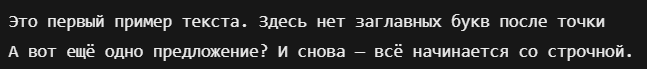 Это первый пример текста. Здесь нет заглавных букв после точки
А вот ещё одно предложение? И снова — всё начинается со строчной.